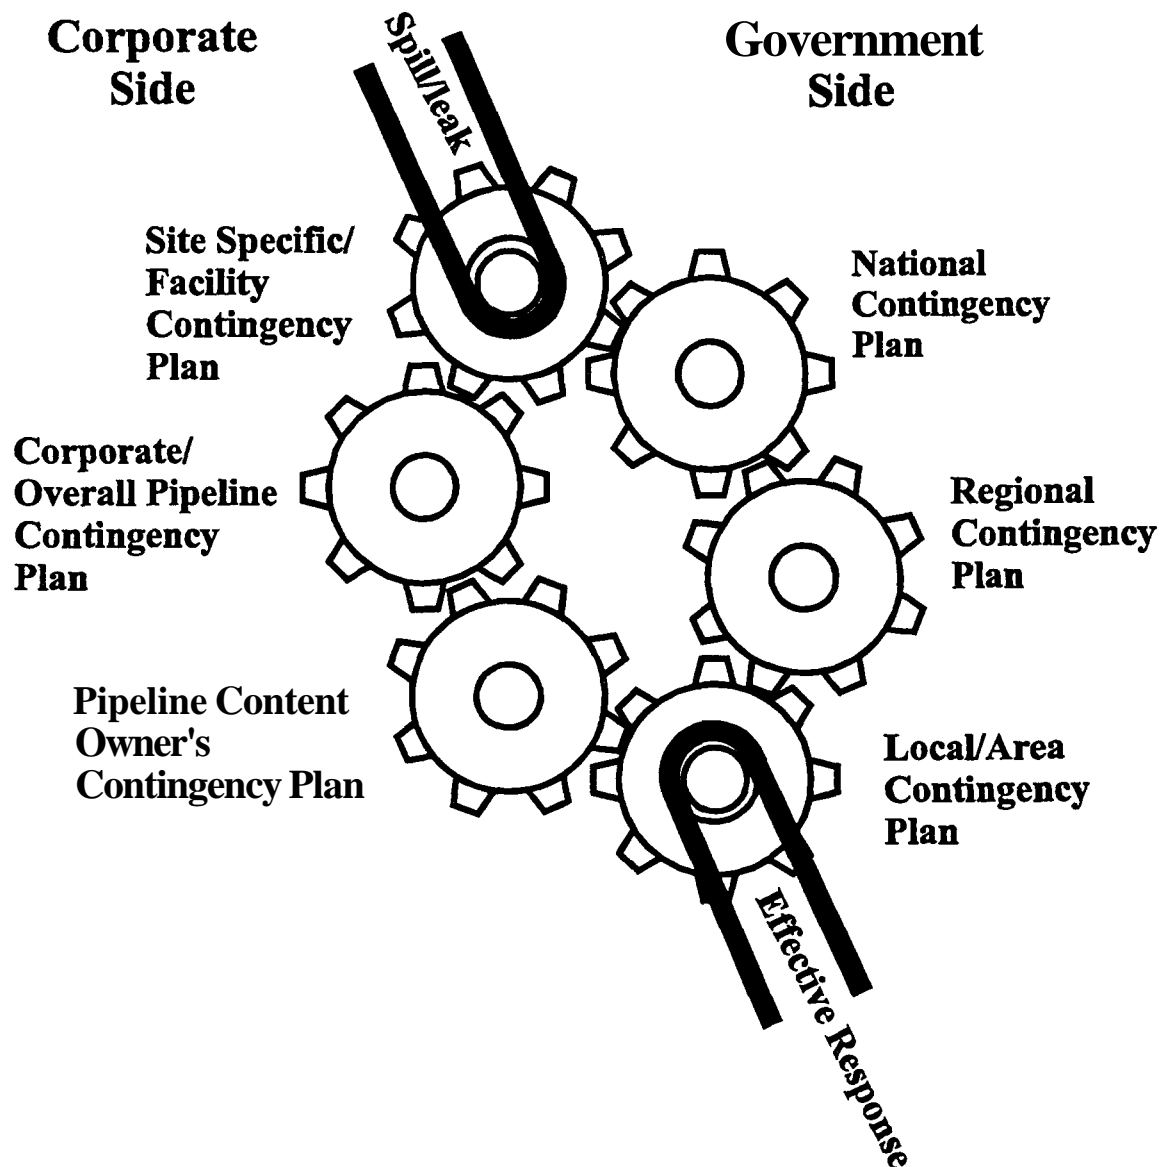 Corporate
Side
Government
Side
Spill/leak
Site Specific/
Facility
Contingency
Plan
National
Contingency
Plan
Corporate/
Overall Pipeline
Contingency
Plan
Regional
Contingency
Plan
Pipeline Content
Owner's
Contingency Plan
Local/Area
Contingency
Plan
Effective Response